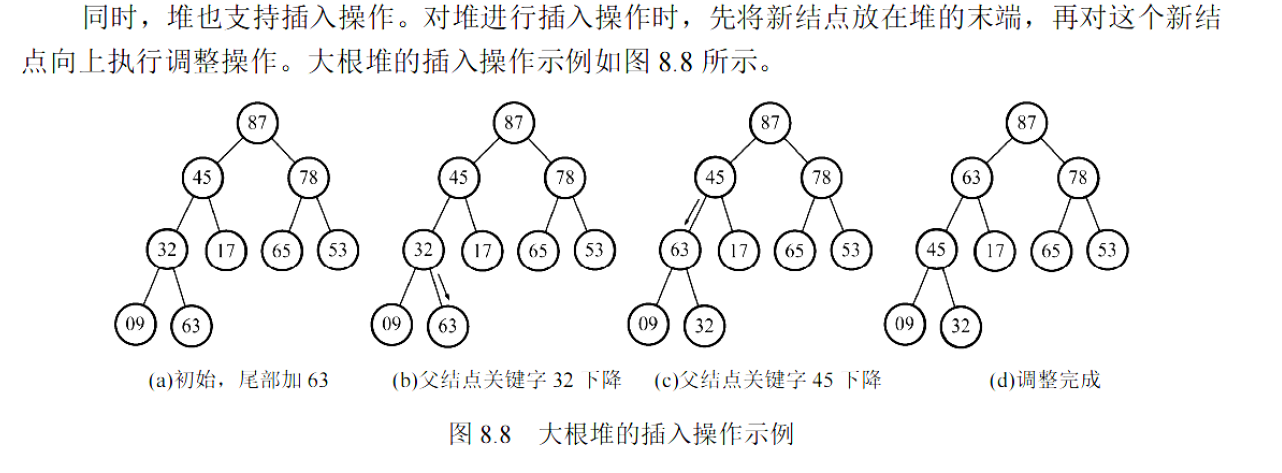 同时，堆也支持插入操作。对堆进行插入操作时，先将新结点放在堆的末端，再对这个新结
点向上执行调整操作。大根堆的插入操作示例如图 8.8 所示。
87 87 87 87
45 78 45 78 45 78 63 78
32 17 65 53 32 17 65 53 63 17 65 53 45 17 65 53
09 63 09 63 09 32 09 32
(a)初始，尾部加 63 (b)父结点关键字 32 下降 (c)父结点关键字 45 下降 (d)调整完成
图 8.8 大根堆的插入操作示例